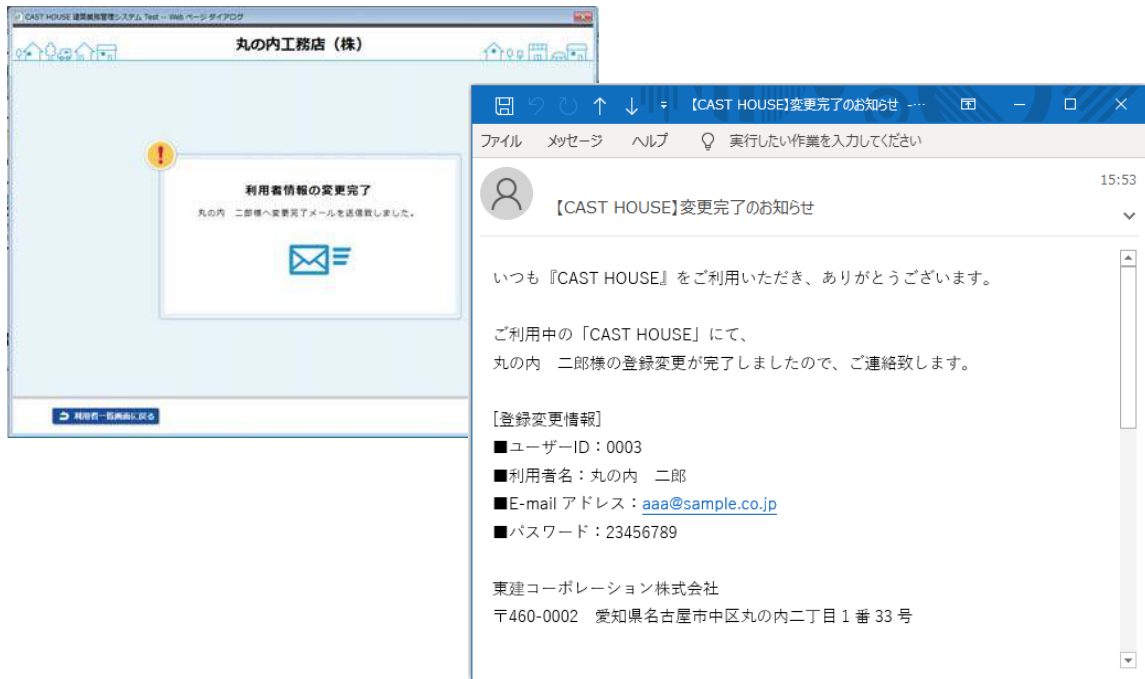 CAST HOUSE 建築業務管理システム Test -- Web ページ ダイアログ
丸の内工務店（株）
利用者情報の変更完了
丸の内　二郎様へ変更完了メールを送信致しました。
利用者一覧画面に戻る
【CAST HOUSE】変更完了のお知らせ -…
ファイル　メッセージ　ヘルプ　実行したい作業を入力してください
15:53
【CAST HOUSE】変更完了のお知らせ
いつも『CAST HOUSE』をご利用いただき、ありがとうございます。
ご利用中の「CAST HOUSE」にて、
丸の内　二郎様の登録変更が完了しましたので、ご連絡致します。
[登録変更情報]
■ユーザーID：0003
■利用者名：丸の内　二郎
■E-mail アドレス：aaa@sample.co.jp
■パスワード：23456789
東建コーポレーション株式会社
〒460-0002　愛知県名古屋市中区丸の内二丁目1番33号